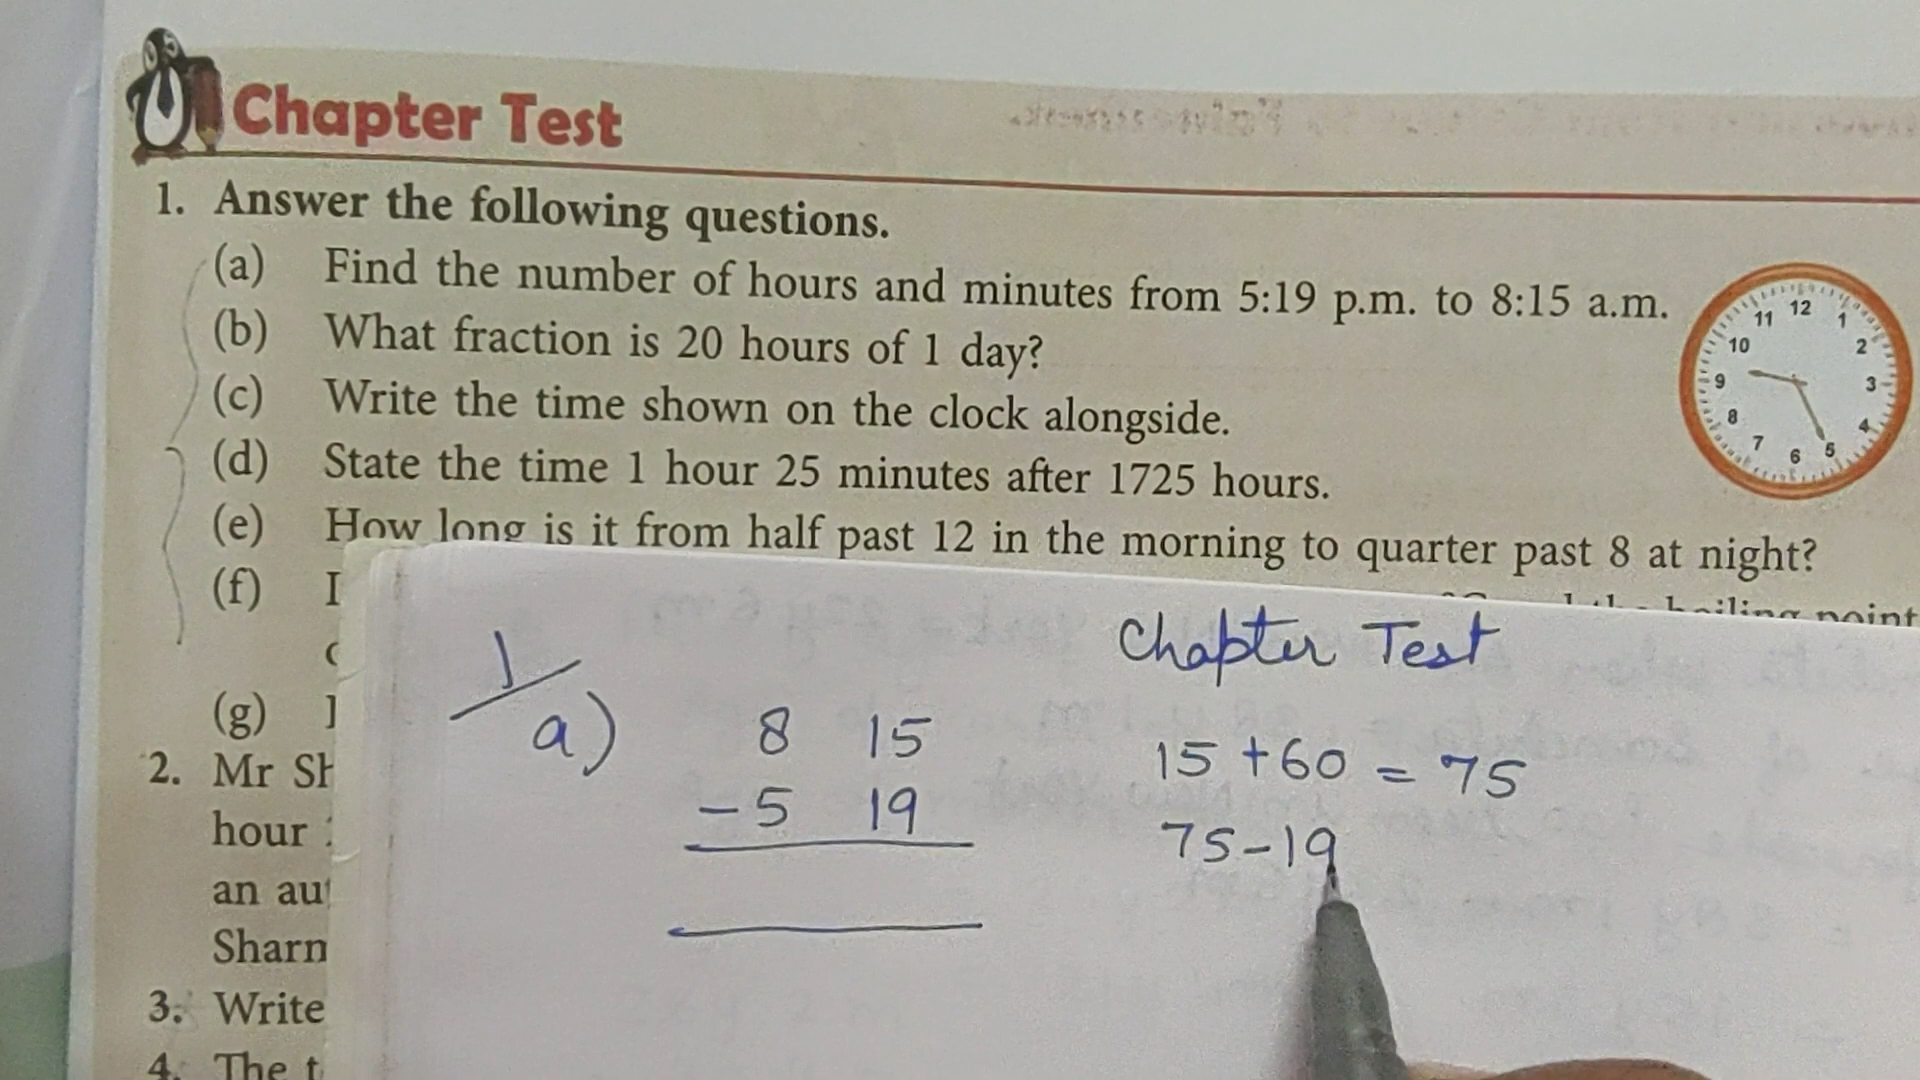 Chapter Test
1. Answer the following questions.
(a) Find the number of hours and minutes from 5:19 p.m. to 8:15 a.m.
(b) What fraction is 20 hours of 1 day?
(c) Write the time shown on the clock alongside.
(d) State the time 1 hour 25 minutes after 1725 hours.
(e) How long is it from half past 12 in the morning to quarter past 8 at night?
(f)
boiling point
(g)
2. Mr
hour
an
3. Write
4. The
12
11 1
10 2
9 3
8 4
7 6 5
Chapter Test
1
a) 8 15
- 5 19
15 + 60 = 75
75 - 19